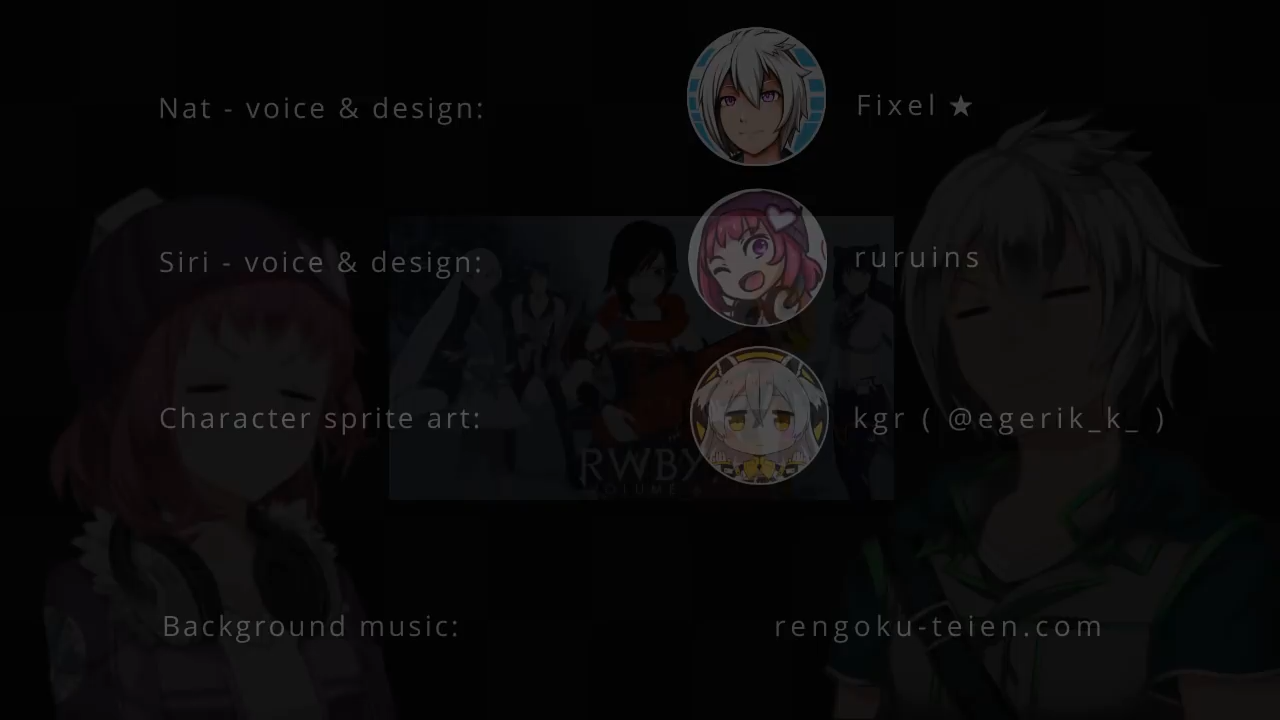 Nat - voice & design: Fixel ★
Siri - voice & design: ruruins
Character sprite art: kgr ( @egerik_k_ )
RWBY
VOLUME
Background music: rengoku-teien.com